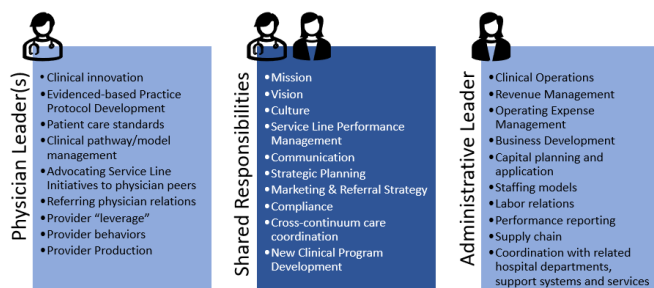 Physician Leader(s)
•Clinical innovation
•Evidenced-based Practice
Protocol Development
•Patient care standards
•Clinical pathway/model
management
•Advocating Service Line
Initiatives to physician peers
•Referring physician relations
•Provider “leverage”
•Provider behaviors
•Provider Production
Shared Responsibilities
•Mission
•Vision
•Culture
•Service Line Performance
Management
•Communication
•Strategic Planning
•Marketing & Referral Strategy
•Compliance
•Cross-continuum care
coordination
•New Clinical Program
Development
Administrative Leader
•Clinical Operations
•Revenue Management
•Operating Expense
Management
•Business Development
•Capital planning and
application
•Staffing models
•Labor relations
•Performance reporting
•Supply chain
•Coordination with related
hospital departments,
support systems and services